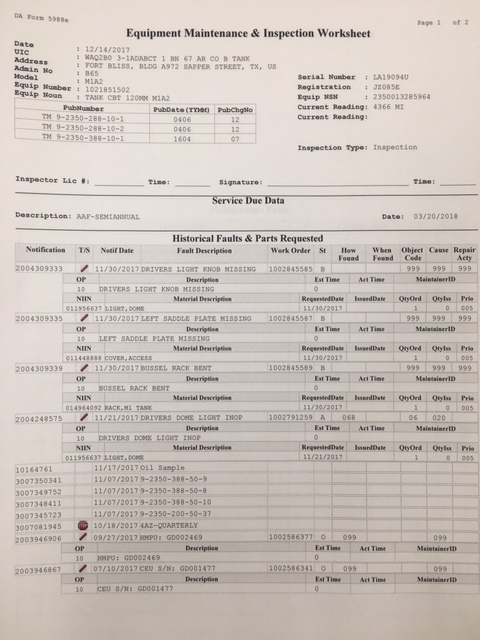 DA Form 5988e
Page 1 of 2
Equipment Maintenance & Inspection Worksheet
Date : 12/14/2017
UIC : WAQ2B0 3-1ADABCT 1 BN 67 AR CO B TANK
Address : FORT BLISS, BLDG A972 SAPPER STREET, TX, US
Admin No : B65
Model : M1A2
Equip Number : 1021851502
Equip Noun : TANK CBT 120MM M1A2
Serial Number : LA19094U
Registration : JZ085E
Equip NSN : 2350013285964
Current Reading: 4366 MI
Current Reading:
PubNumber PubDate(YYMM) PubChgNo
TM 9-2350-288-10-1 0406 12
TM 9-2350-288-10-2 0406 12
TM 9-2350-388-10-1 1604 07
Inspection Type: Inspection
Inspector Lic #: Time: Signature: Time:
Service Due Data
Description: AAF-SEMIANNUAL Date: 03/20/2018
Historical Faults & Parts Requested
Notification T/S Notif Date Fault Description Work Order St How Found When Found Object Code Cause Repair Acty
2004309333 11/30/2017 DRIVERS LIGHT KNOB MISSING 1002845585 B 999 999 999
OP Description Est Time Act Time MaintainerID
10 DRIVERS LIGHT KNOB MISSING 0
NIIN Material Description RequestedDate IssuedDate QtyOrd QtyIss Prio
011956637 LIGHT,DOME 11/30/2017 1 0 005
2004309335 11/30/2017 LEFT SADDLE PLATE MISSING 1002845587 B 999 999 999
OP Description Est Time Act Time MaintainerID
10 LEFT SADDLE PLATE MISSING 0
NIIN Material Description RequestedDate IssuedDate QtyOrd QtyIss Prio
011448888 COVER,ACCESS 11/30/2017 1 0 005
2004309339 11/30/2017 BUSSEL RACK BENT 1002845589 B 999 999 999
OP Description Est Time Act Time MaintainerID
10 BUSSEL RACK BENT 0
NIIN Material Description RequestedDate IssuedDate QtyOrd QtyIss Prio
014964092 RACK,M1 TANK 11/30/2017 1 0 005
2004248575 11/21/2017 DRIVERS DOME LIGHT INOP 1002791259 A 068 06 020
OP Description Est Time Act Time MaintainerID
10 DRIVERS DOME LIGHT INOP 0
NIIN Material Description RequestedDate IssuedDate QtyOrd QtyIss Prio
011956637 LIGHT,DOME 11/21/2017 1 0 005
10164761 11/17/2017 Oil Sample
3007350341 11/07/2017 9-2350-388-50-9
3007349752 11/07/2017 9-2350-388-50-8
3007348411 11/07/2017 9-2350-388-50-10
3007345723 11/07/2017 9-2350-200-50-37
3007081945 10/18/2017 4AZ-QUARTERLY
2003946906 09/27/2017 HMPU: GD002469 1002586377 O 099 099
OP Description Est Time Act Time MaintainerID
10 HMPU: GD002469 0
2003946867 07/10/2017 CEU S/N: GD001477 1002586341 O 099 099
OP Description Est Time Act Time MaintainerID
10 CEU S/N: GD001477 0